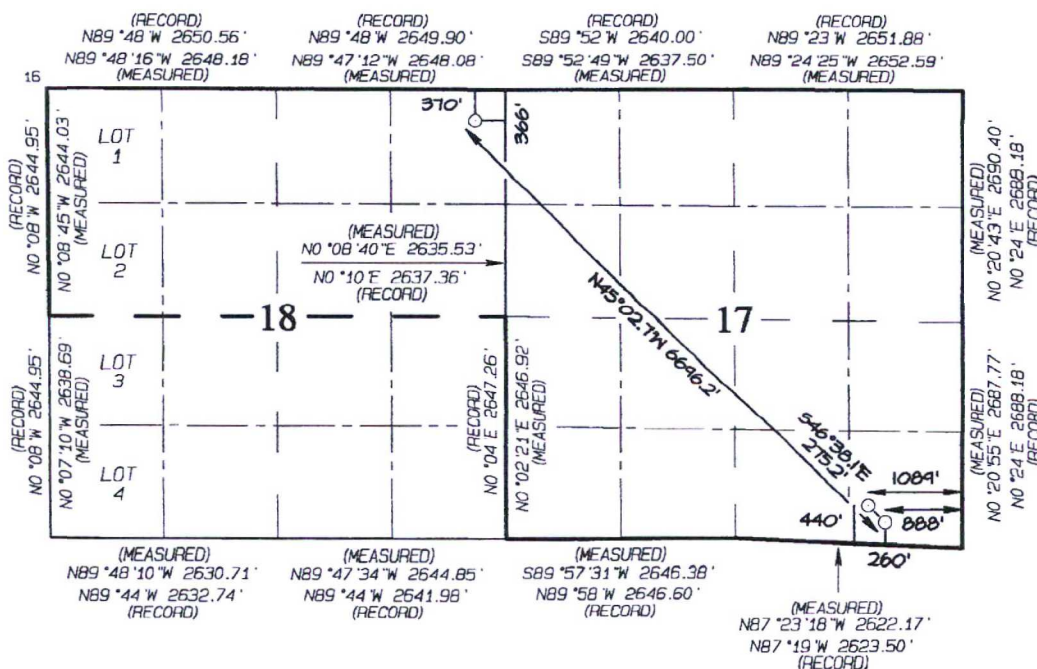 (RECORD)
N89°48'W 2650.56'
N89°48'16"W 2648.18'
(MEASURED)
(RECORD)
N89°48'W 2649.90'
N89°47'12"W 2648.08'
(MEASURED)
(RECORD)
S89°52'W 2640.00'
S89°52'49"W 2637.50'
(MEASURED)
(RECORD)
N89°23'W 2651.88'
N89°24'25"W 2652.59'
(MEASURED)
16
(RECORD)
N0°08'W 2644.95'
N0°08'45"W 2644.03'
(MEASURED)
LOT
1
LOT
2
370'
366'
(MEASURED)
N0°08'40"E 2635.53'
N0°10'E 2637.36'
(RECORD)
(MEASURED)
N0°20'43"E 2690.40'
N0°24'E 2688.18'
(RECORD)
18
17
N45°02.7'W 6696.2'
(RECORD)
N0°08'W 2644.95'
N0°07'10"W 2638.69'
(MEASURED)
LOT
3
LOT
4
(RECORD)
N0°04'E 2647.26'
N0°02'21"E 2646.92'
(MEASURED)
S46°38.1'E
275.2'
1089'
440'
888'
260'
(MEASURED)
N0°20'55"E 2687.77'
N0°24'E 2688.18'
(RECORD)
(MEASURED)
N89°48'10"W 2630.71'
N89°44'W 2632.74'
(RECORD)
(MEASURED)
N89°47'34"W 2644.85'
N89°44'W 2641.98'
(RECORD)
(MEASURED)
S89°57'31"W 2646.38'
N89°58'W 2646.60'
(RECORD)
(MEASURED)
N87°23'18"W 2622.17'
N87°19'W 2623.50'
(RECORD)